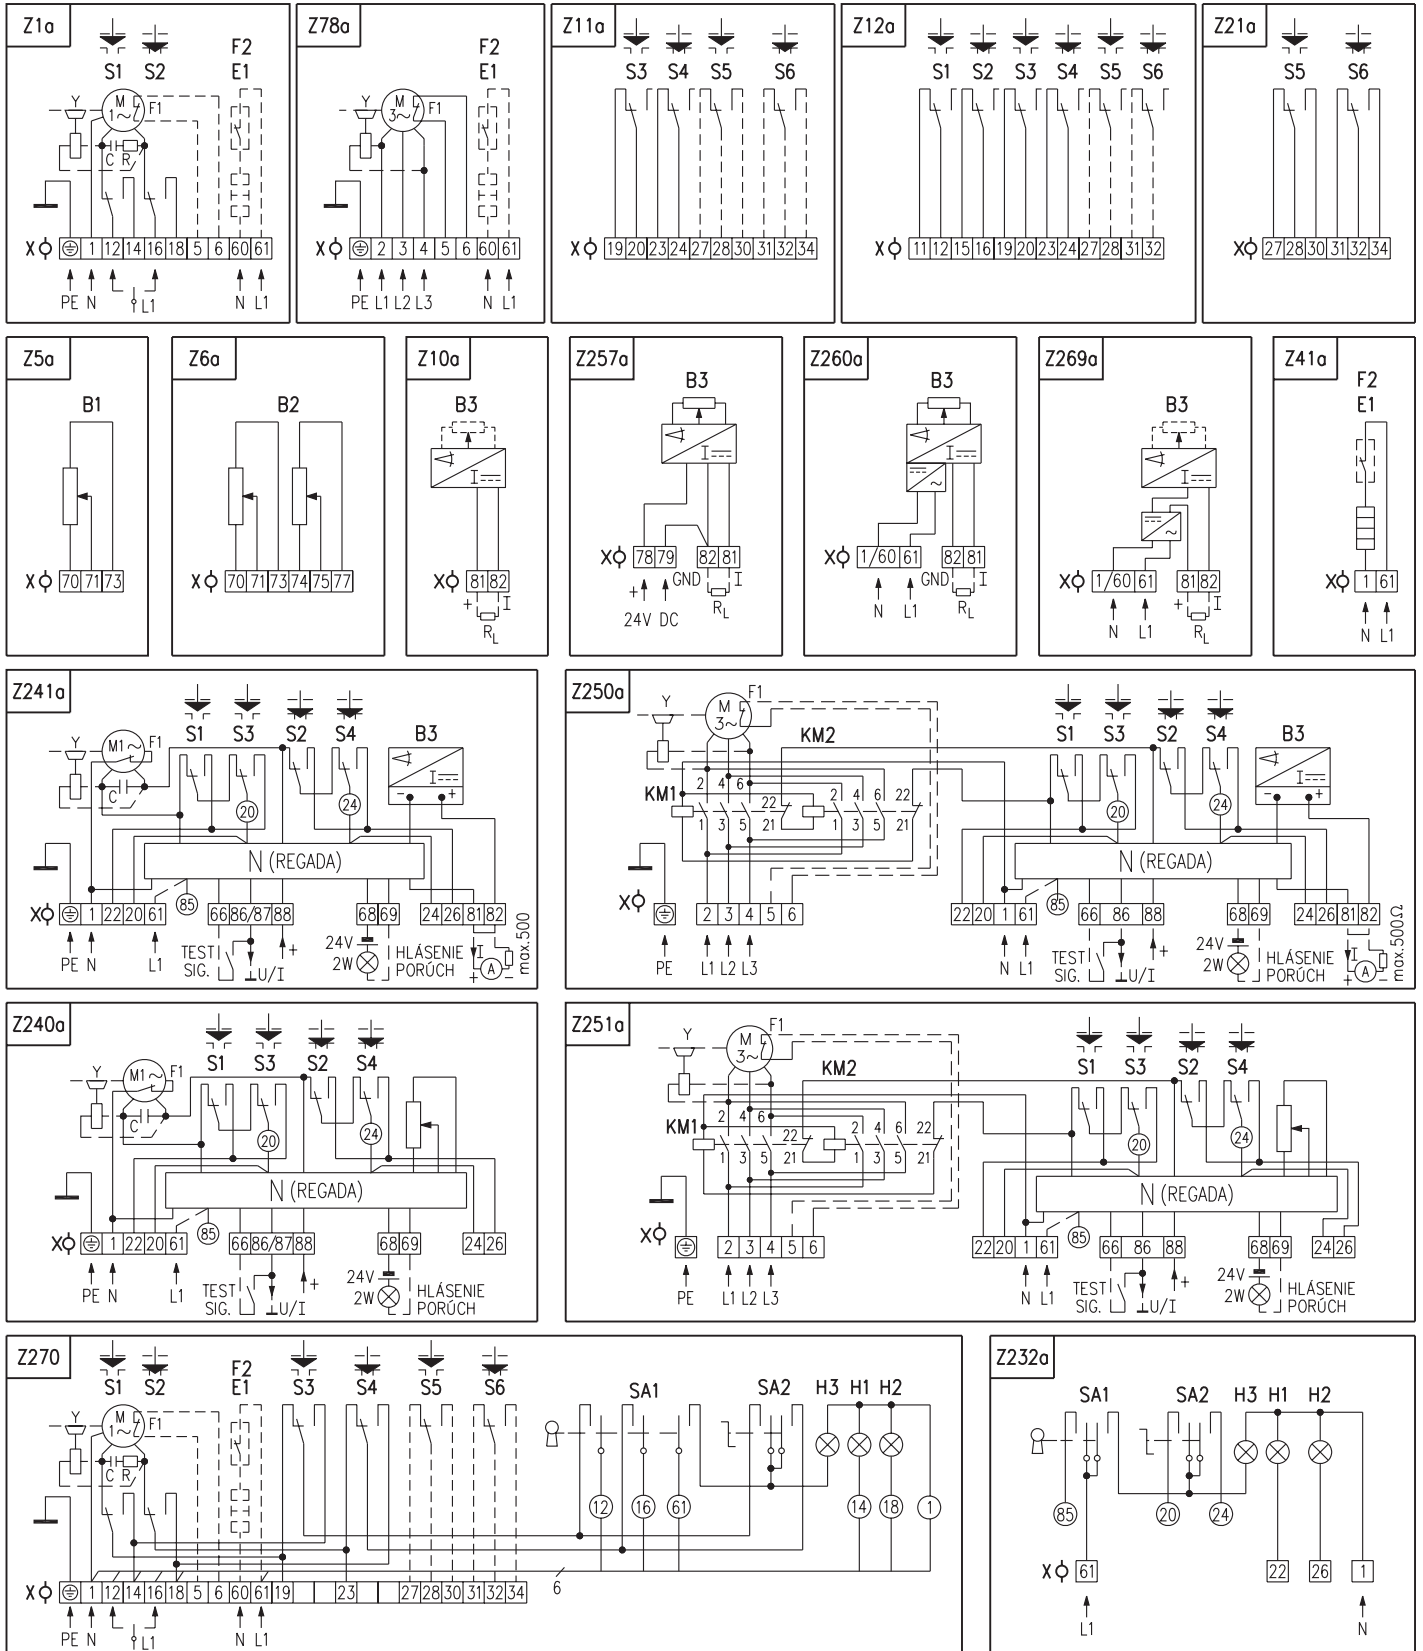 Z1a
S1 S2
F2
E1
Y M 1~ F1
C R
X 1 12 14 16 18 5 6 60 61
PE N L1 N L1
Z78a
F2
E1
Y M 3~ F1
X 2 3 4 5 6 60 61
PE L1 L2 L3 N L1
Z11a
S3 S4 S5 S6
X 19 20 23 24 27 28 30 31 32 34
Z12a
S1 S2 S3 S4 S5 S6
X 11 12 15 16 19 20 23 24 27 28 31 32
Z21a
S5 S6
X 27 28 30 31 32 34
Z5a
B1
X 70 71 73
Z6a
B2
X 70 71 73 74 75 77
Z10a
B3
I
X 81 82
+ I
RL
Z257a
B3
I
X 78 79 82 81
+ GND I
24V DC RL
Z260a
B3
I
~
X 1/60 61 82 81
GND I
N L1 RL
Z269a
B3
I
~
X 1/60 61 81 82
+ I
N L1 RL
Z41a
F2
E1
X 1 61
N L1
Z241a
S1 S3 S2 S4 B3
Y M1~ F1
I
- +
C
20 24
N (REGADA)
85
X 1 22 20 61 66 86/87 88 68 69 24 26 81 82
PE N L1
TEST
SIG.
U/I +
24V
2W
HLÁSENIE
PORÚCH
I
A
+ -
max.500
Z250a
Y M 3~ F1
KM2
S1 S3 S2 S4 B3
I
- +
2 4 6 22 2 4 6 22
KM1
1 3 5 21 1 3 5 21
20 24
N (REGADA)
85
X 2 3 4 5 6 22 20 1 61 66 86 88 68 69 24 26 81 82
PE L1 L2 L3 N L1
TEST
SIG.
U/I +
24V
2W
HLÁSENIE
PORÚCH
I
A
+ -
max.500Ω
Z240a
S1 S3 S2 S4
Y M1~ F1
C
20 24
N (REGADA)
85
X 1 22 20 61 66 86/87 88 68 69 24 26
PE N L1
TEST
SIG.
U/I +
24V
2W
HLÁSENIE
PORÚCH
Z251a
Y M 3~ F1
KM2
S1 S3 S2 S4
2 4 6 22 2 4 6 22
KM1
1 3 5 21 1 3 5 21
20 24
N (REGADA)
85
X 2 3 4 5 6 22 20 1 61 66 86 88 68 69 24 26
PE L1 L2 L3 N L1
TEST
SIG.
U/I +
24V
2W
HLÁSENIE
PORÚCH
Z270
S1 S2
F2
E1
S3 S4 S5 S6 SA1 SA2 H3 H1 H2
Y M 1~ F1
C R
12 16 61 14 18 1
6
X 1 12 14 16 18 5 6 60 61 19 23 27 28 30 31 32 34
PE N L1 N L1
Z232a
SA1 SA2 H3 H1 H2
85 20 24
X 61 22 26 1
L1 N